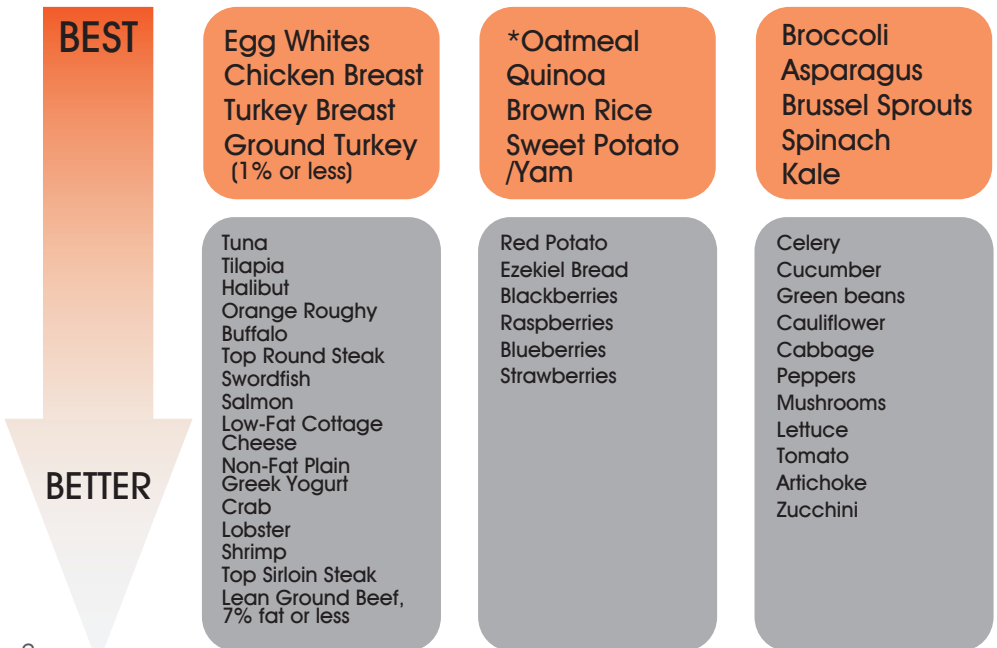 BEST
Egg Whites
Chicken Breast
Turkey Breast
Ground Turkey
(1% or less)
*Oatmeal
Quinoa
Brown Rice
Sweet Potato
/Yam
Broccoli
Asparagus
Brussel Sprouts
Spinach
Kale
BETTER
Tuna
Tilapia
Halibut
Orange Roughy
Buffalo
Top Round Steak
Swordfish
Salmon
Low-Fat Cottage
Cheese
Non-Fat Plain
Greek Yogurt
Crab
Lobster
Shrimp
Top Sirloin Steak
Lean Ground Beef,
7% fat or less
Red Potato
Ezekiel Bread
Blackberries
Raspberries
Blueberries
Strawberries
Celery
Cucumber
Green beans
Cauliflower
Cabbage
Peppers
Mushrooms
Lettuce
Tomato
Artichoke
Zucchini